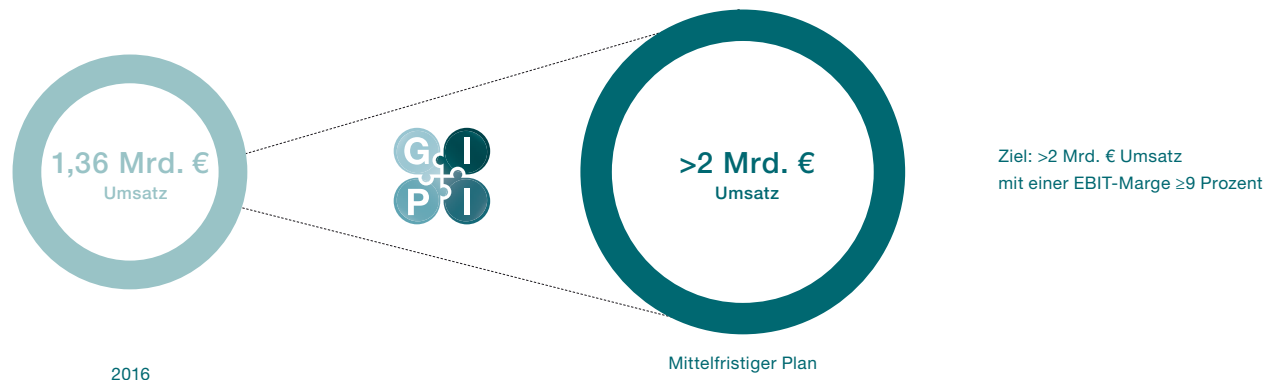 1,36 Mrd. €
Umsatz
2016
G I
P I
>2 Mrd. €
Umsatz
Mittelfristiger Plan
Ziel: >2 Mrd. € Umsatz
mit einer EBIT-Marge ≥9 Prozent